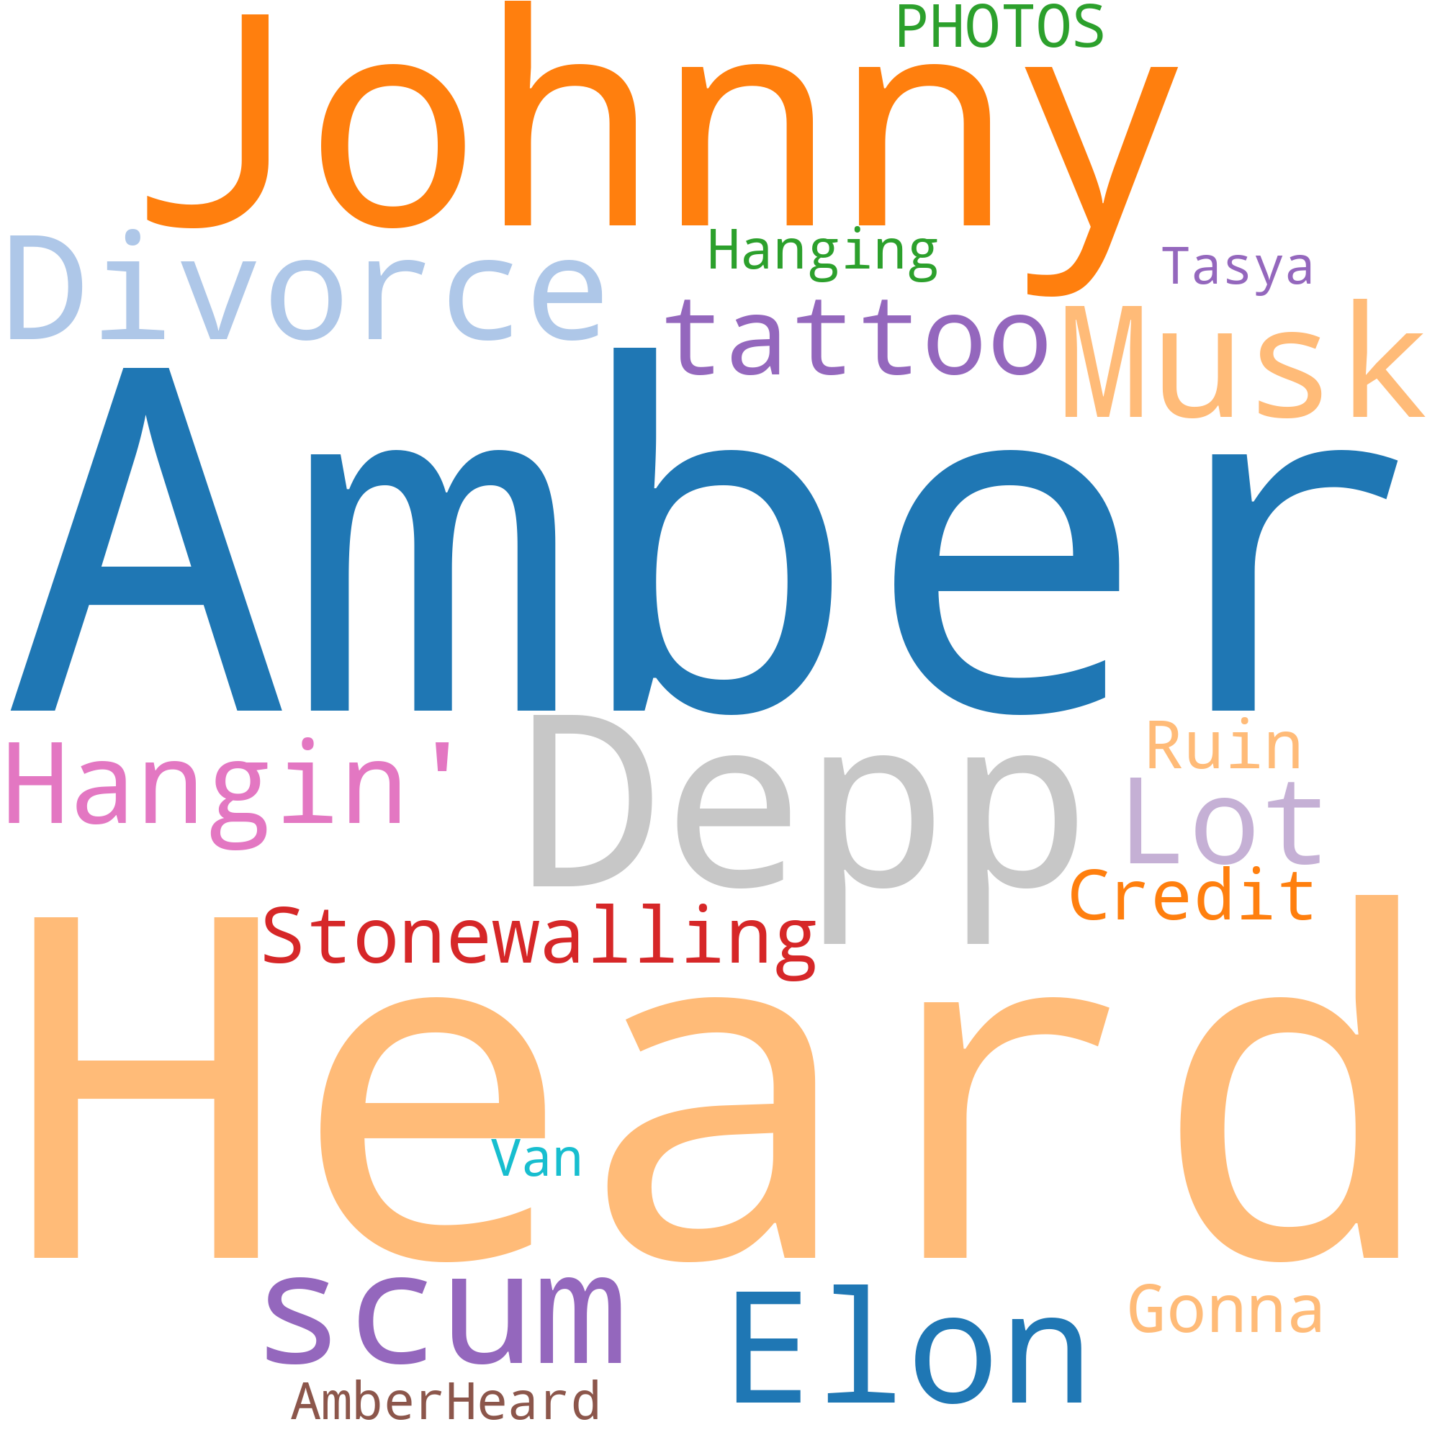 PHOTOS
Johnny
Divorce
Hanging
Tasya
tattoo
Musk
Amber
Hangin'
Depp
Ruin
Lot
Credit
Stonewalling
Heard
Van
scum
Elon
Gonna
AmberHeard